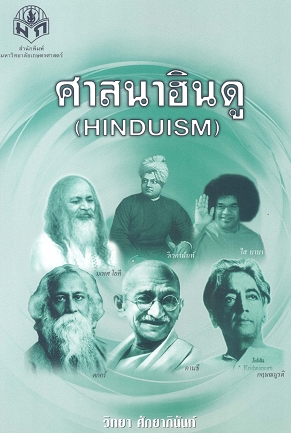 สำนักพิมพ์
มหาวิทยาลัยเกษตรศาสตร์
ศาสนาฮินดู
(HINDUISM)
วิเวกานันท์
ไส บาบา
มเหศ โยคี
ฐากูร
คานธี
กฤษณมูรติ
วิทยา ศักยาภินันท์